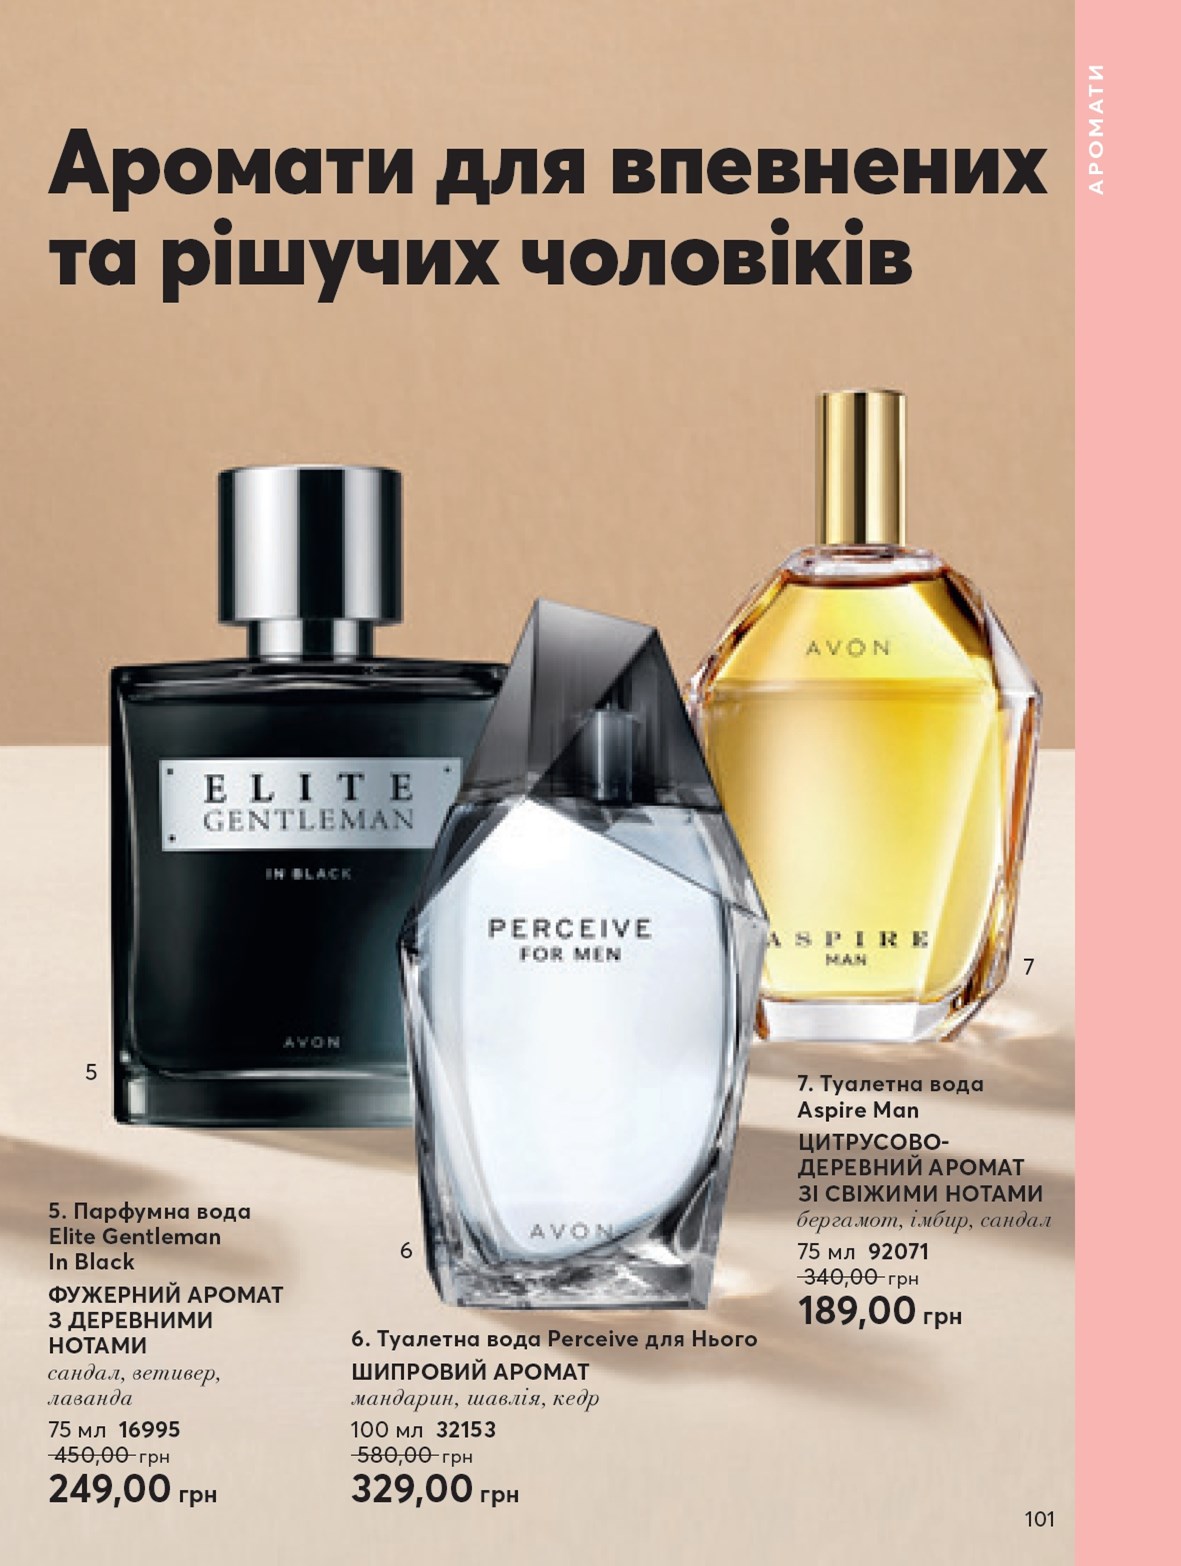 АРОМАТИ
Аромати для впевнених
та рішучих чоловіків
ELITE
GENTLEMAN
IN BLACK
AVON
PERCEIVE
FOR MEN
AVON
AVON
ASPIRE
MAN
5
6
7
5. Парфумна вода
Elite Gentleman
In Black
ФУЖЕРНИЙ АРОМАТ
З ДЕРЕВНИМИ
НОТАМИ
сандал, ветивер,
лаванда
75 мл 16995
450,00 грн
249,00 грн
6. Туалетна вода Perceive для Нього
ШИПРОВИЙ АРОМАТ
мандарин, шавлія, кедр
100 мл 32153
580,00 грн
329,00 грн
7. Туалетна вода
Aspire Man
ЦИТРУСОВО-
ДЕРЕВНИЙ АРОМАТ
ЗІ СВІЖИМИ НОТАМИ
бергамот, імбир, сандал
75 мл 92071
340,00 грн
189,00 грн
101